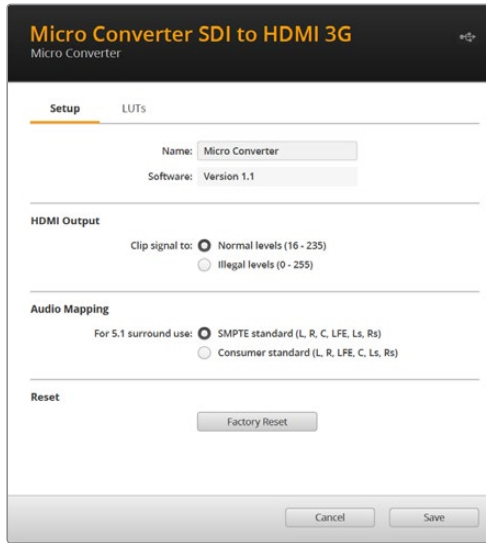 Micro Converter SDI to HDMI 3G
Micro Converter
Setup LUTs
Name: Micro Converter
Software: Version 1.1
HDMI Output
Clip signal to: Normal levels (16 - 235)
Illegal levels (0 - 255)
Audio Mapping
For 5.1 surround use: SMPTE standard (L, R, C, LFE, Ls, Rs)
Consumer standard (L, R, LFE, C, Ls, Rs)
Reset
Factory Reset
Cancel Save